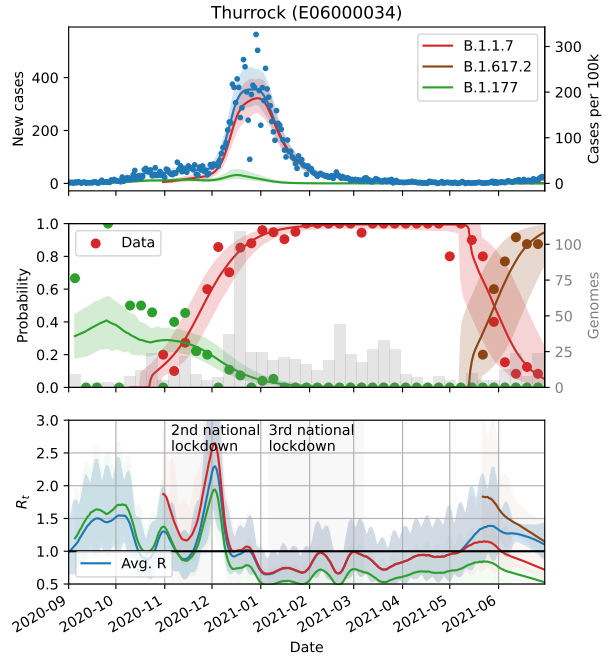 Thurrock (E06000034)
New cases
400
200
0
B.1.1.7
B.1.617.2
B.1.177
300
200
100
0
Cases per 100k
Probability
1.0
0.8
0.6
0.4
0.2
0.0
Data
100
75
50
25
0
Genomes
Rt
3.0
2.5
2.0
1.5
1.0
0.5
2nd national
lockdown
3rd national
lockdown
Avg. R
2020-09
2020-10
2020-11
2020-12
2021-01
2021-02
2021-03
2021-04
2021-05
2021-06
Date